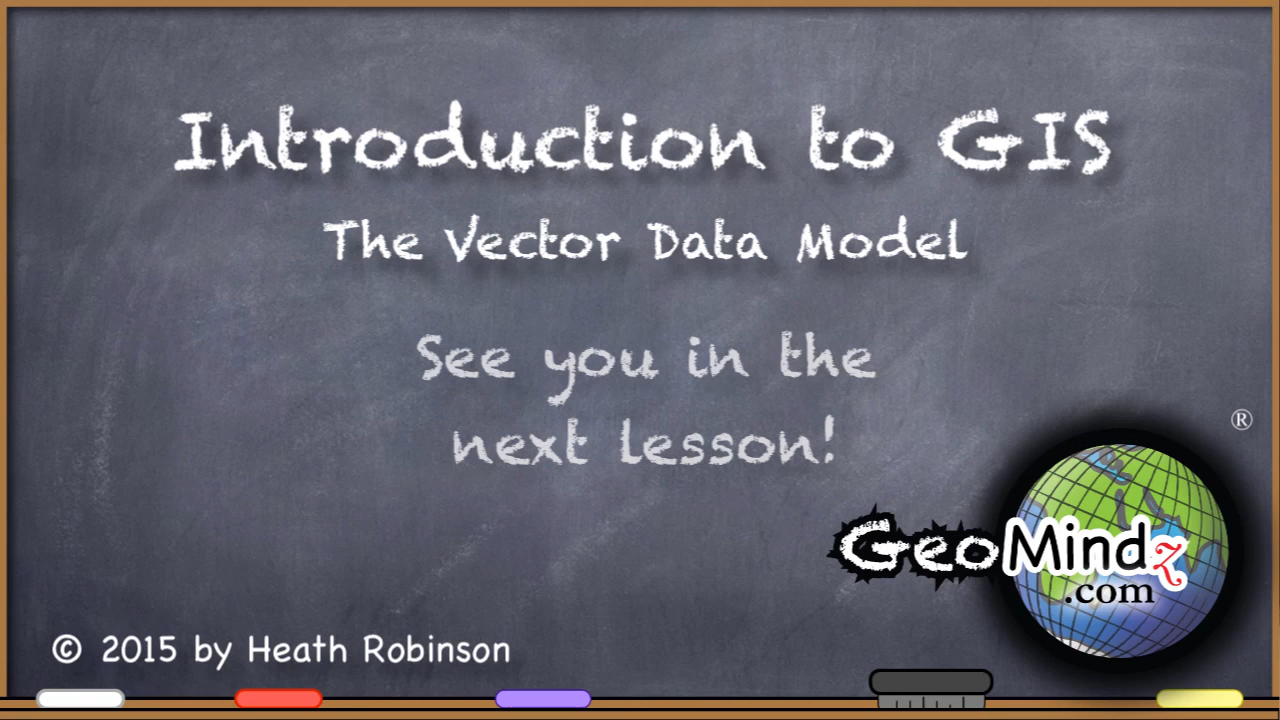 Introduction to GIS
The Vector Data Model
See you in the
next lesson!
®
GeoMindz
.com
© 2015 by Heath Robinson